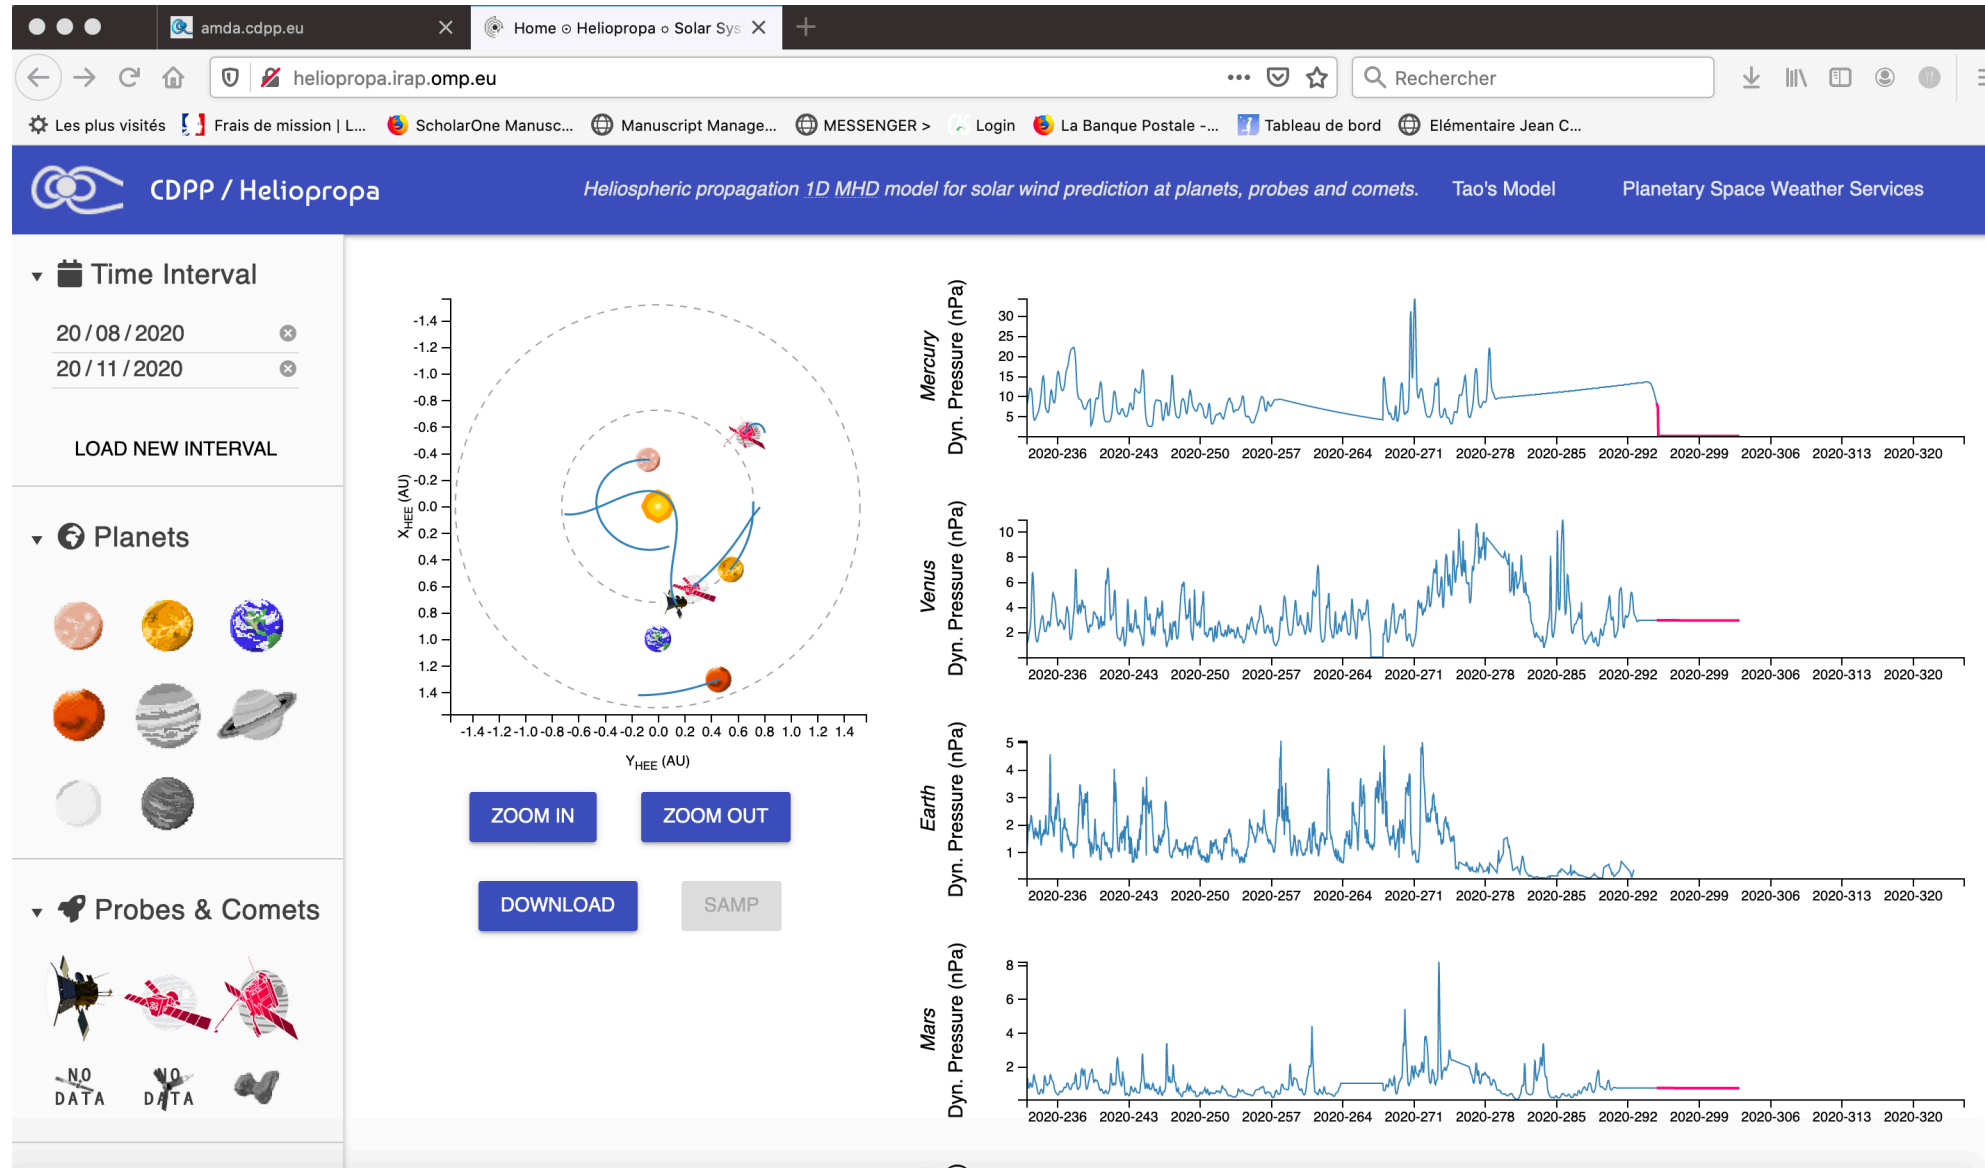 amda.cdpp.eu
Home ⊙ Heliopropa ○ Solar Sys
heliopropa.irap.omp.eu
Rechercher
Les plus visités
Frais de mission | L...
ScholarOne Manusc...
Manuscript Manage...
MESSENGER >
Login
La Banque Postale -...
Tableau de bord
Elémentaire Jean C...
CDPP / Heliopropa
Heliospheric propagation 1D MHD model for solar wind prediction at planets, probes and comets.
Tao's Model
Planetary Space Weather Services
Time Interval
20 / 08 / 2020
20 / 11 / 2020
LOAD NEW INTERVAL
Planets
Probes & Comets
NO DATA
NO DATA
-1.4
-1.2
-1.0
-0.8
-0.6
-0.4
-0.2
0.0
0.2
0.4
0.6
0.8
1.0
1.2
1.4
X HEE (AU)
-1.4 -1.2 -1.0 -0.8 -0.6 -0.4 -0.2 0.0 0.2 0.4 0.6 0.8 1.0 1.2 1.4
Y HEE (AU)
ZOOM IN
ZOOM OUT
DOWNLOAD
SAMP
Mercury
Dyn. Pressure (nPa)
30
25
20
15
10
5
2020-236 2020-243 2020-250 2020-257 2020-264 2020-271 2020-278 2020-285 2020-292 2020-299 2020-306 2020-313 2020-320
Venus
Dyn. Pressure (nPa)
10
8
6
4
2
2020-236 2020-243 2020-250 2020-257 2020-264 2020-271 2020-278 2020-285 2020-292 2020-299 2020-306 2020-313 2020-320
Earth
Dyn. Pressure (nPa)
5
4
3
2
1
2020-236 2020-243 2020-250 2020-257 2020-264 2020-271 2020-278 2020-285 2020-292 2020-299 2020-306 2020-313 2020-320
Mars
Dyn. Pressure (nPa)
8
6
4
2
2020-236 2020-243 2020-250 2020-257 2020-264 2020-271 2020-278 2020-285 2020-292 2020-299 2020-306 2020-313 2020-320